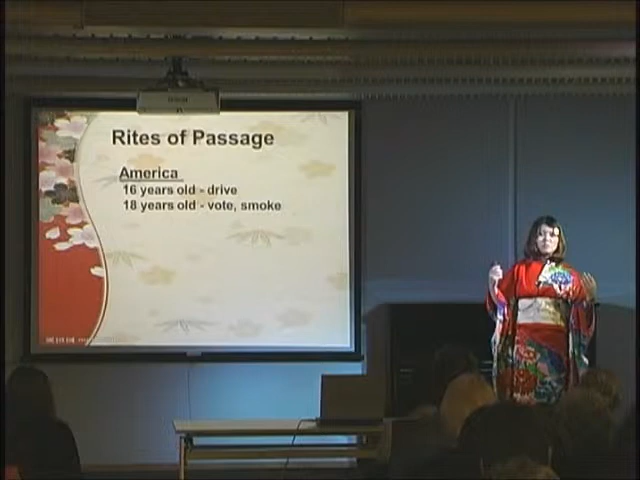 Rites of Passage
America
16 years old - drive
18 years old - vote, smoke